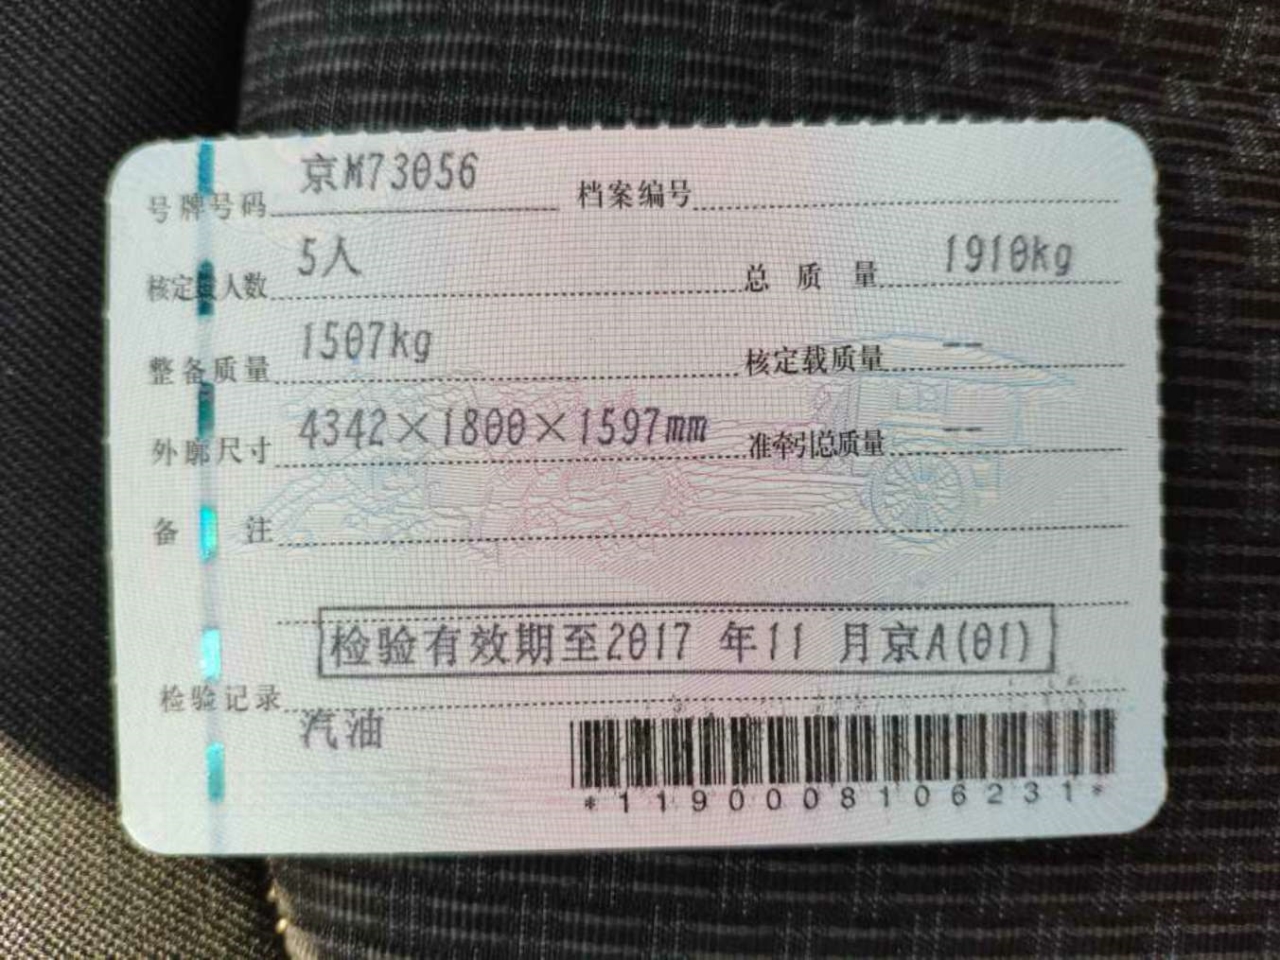 号牌号码 京M73056 档案编号
核定载人数 5人 总质量 1910kg
整备质量 1507kg 核定载质量 --
外廓尺寸 4342×1800×1597mm 准牵引总质量 --
备注
检验有效期至2017 年11 月京A(01)
检验记录
汽油
*1190008106231*